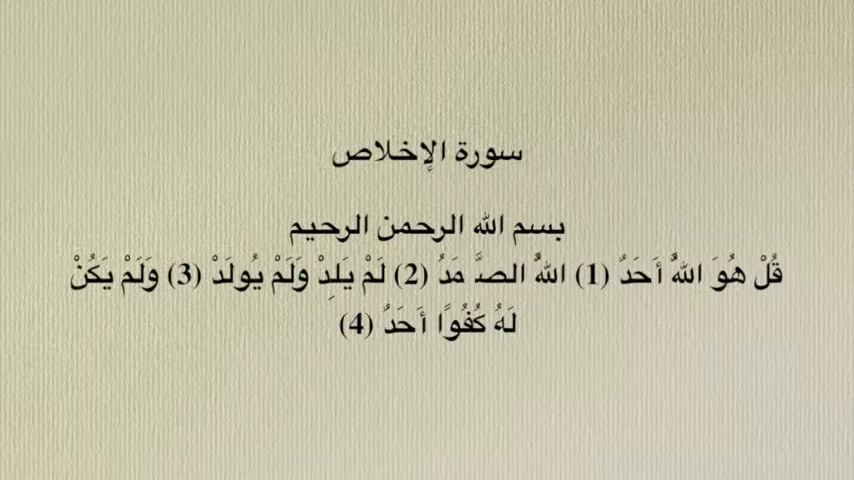 سورة الإخلاص
بسم الله الرحمن الرحيم
قُلْ هُوَ اللهُ أَحَدٌ (1) اللهُ الصَّ مَدُ (2) لَمْ يَلِدْ وَلَمْ يُولَدْ (3) وَلَمْ يَكُنْ
لَهُ كُفُوًا أَحَدٌ (4)